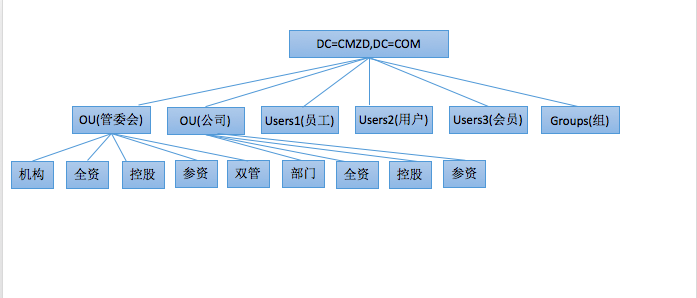 DC=CMZD,DC=COM
OU(管委会)
OU(公司)
Users1(员工)
Users2(用户)
Users3(会员)
Groups(组)
机构
全资
控股
参资
双管
部门
全资
控股
参资